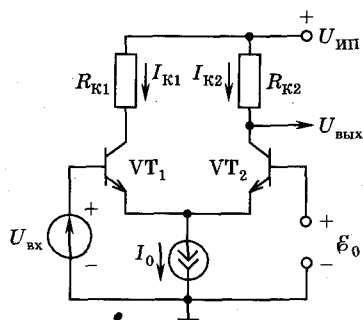 +
U_ИП
R_К1
I_К1
I_К2
R_К2
U_ВЫХ
VT_1
VT_2
U_ВХ
+
−
I_0
+
−
ℰ_0